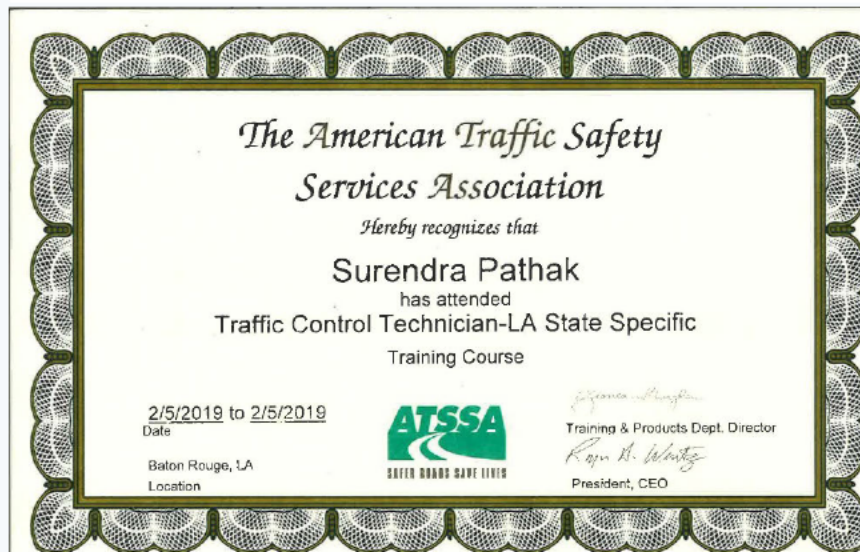 The American Traffic Safety
Services Association
Hereby recognizes that
Surendra Pathak
has attended
Traffic Control Technician-LA State Specific
Training Course
2/5/2019 to 2/5/2019
Date
Baton Rouge, LA
Location
ATSSA
SAFER ROADS SAVE LIVES
Training & Products Dept. Director
President, CEO